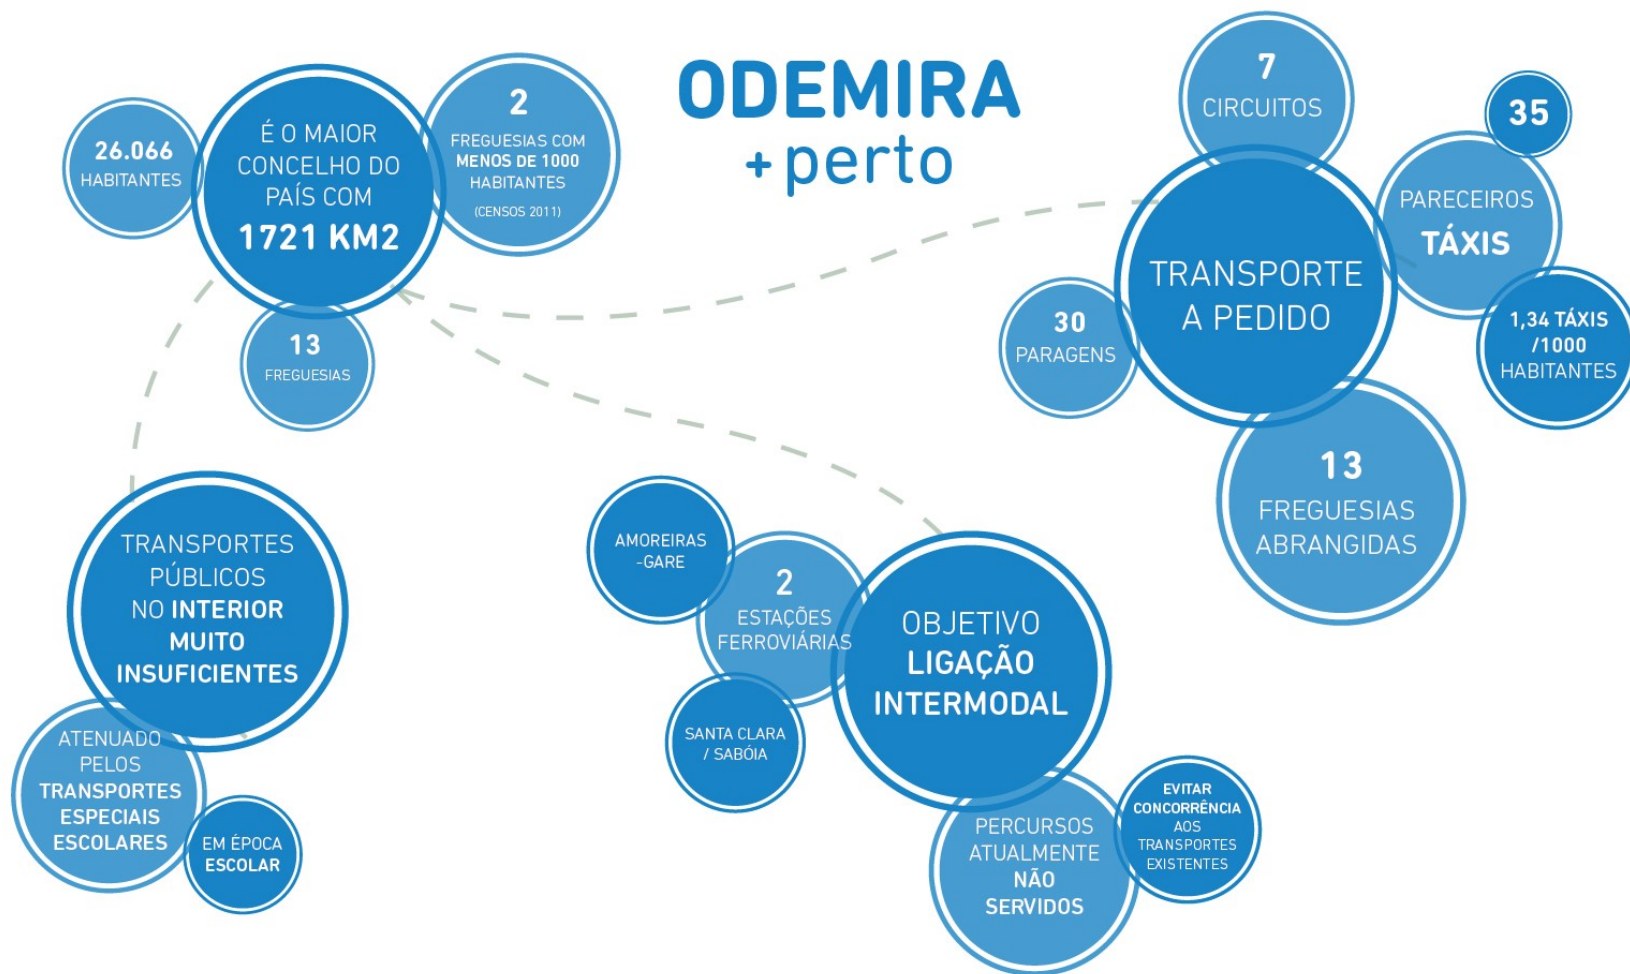 ODEMIRA
+ perto
26.066
HABITANTES
É O MAIOR
CONCELHO DO
PAÍS COM
1721 KM2
2
FREGUESIAS COM
MENOS DE 1000
HABITANTES
(CENSOS 2011)
13
FREGUESIAS
7
CIRCUITOS
35
PARECEIROS
TÁXIS
TRANSPORTE
A PEDIDO
30
PARAGENS
1,34 TÁXIS
/1000
HABITANTES
13
FREGUESIAS
ABRANGIDAS
TRANSPORTES
PÚBLICOS
NO INTERIOR
MUITO
INSUFICIENTES
ATENUADO
PELOS
TRANSPORTES
ESPECIAIS
ESCOLARES
EM ÉPOCA
ESCOLAR
AMOREIRAS
-GARE
2
ESTAÇÕES
FERROVIÁRIAS
SANTA CLARA
/ SABÓIA
OBJETIVO
LIGAÇÃO
INTERMODAL
PERCURSOS
ATUALMENTE
NÃO
SERVIDOS
EVITAR
CONCORRÊNCIA
AOS
TRANSPORTES
EXISTENTES